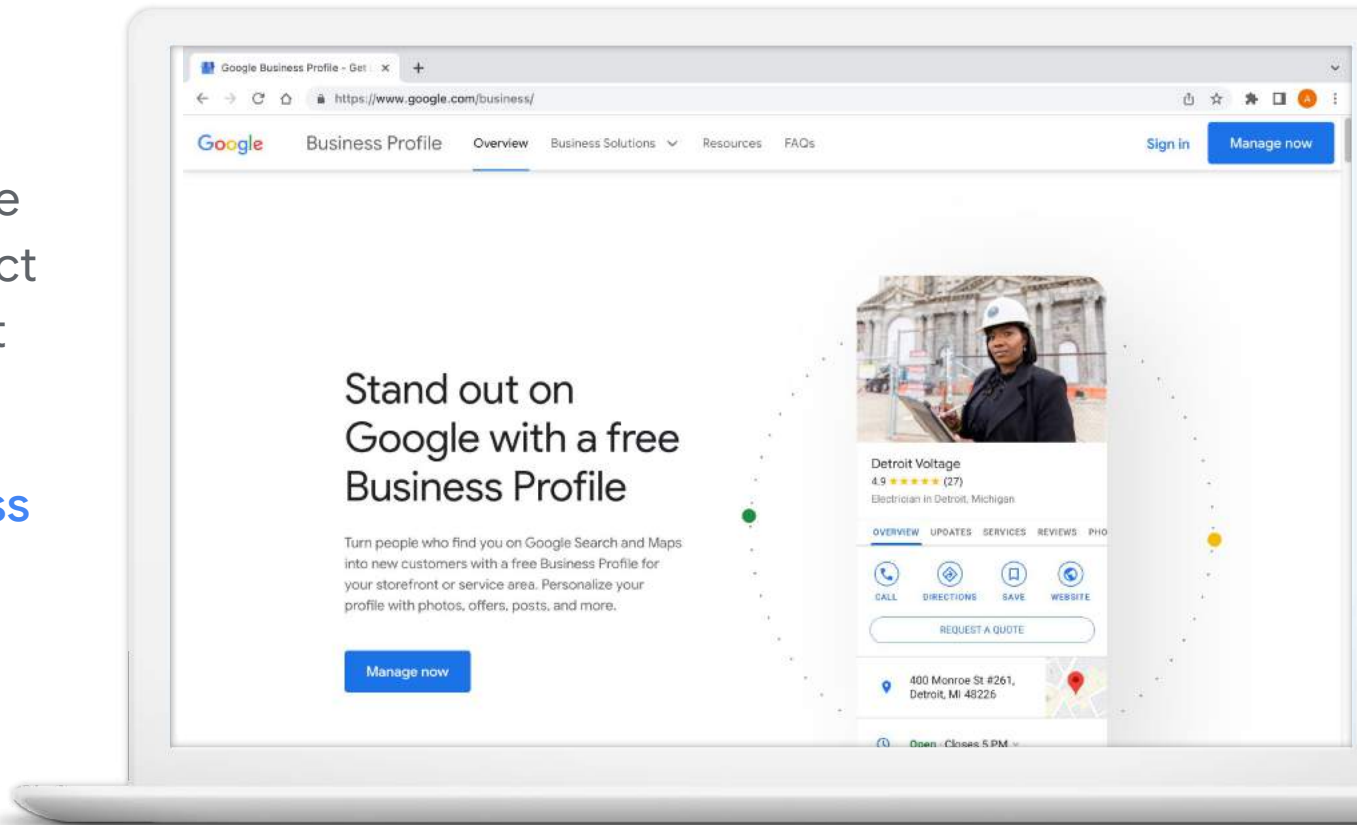 Google Business Profile - Get
https://www.google.com/business/
Google Business Profile Overview Business Solutions Resources FAQs Sign in Manage now
Stand out on
Google with a free
Business Profile
Turn people who find you on Google Search and Maps
into new customers with a free Business Profile for
your storefront or service area. Personalize your
profile with photos, offers, posts, and more.
Manage now
Detroit Voltage
4.9 ★★★★★ (27)
Electrician in Detroit, Michigan
OVERVIEW UPDATES SERVICES REVIEWS PHO
CALL DIRECTIONS SAVE WEBSITE
REQUEST A QUOTE
400 Monroe St #261,
Detroit, MI 48226
Open · Closes 5 PM